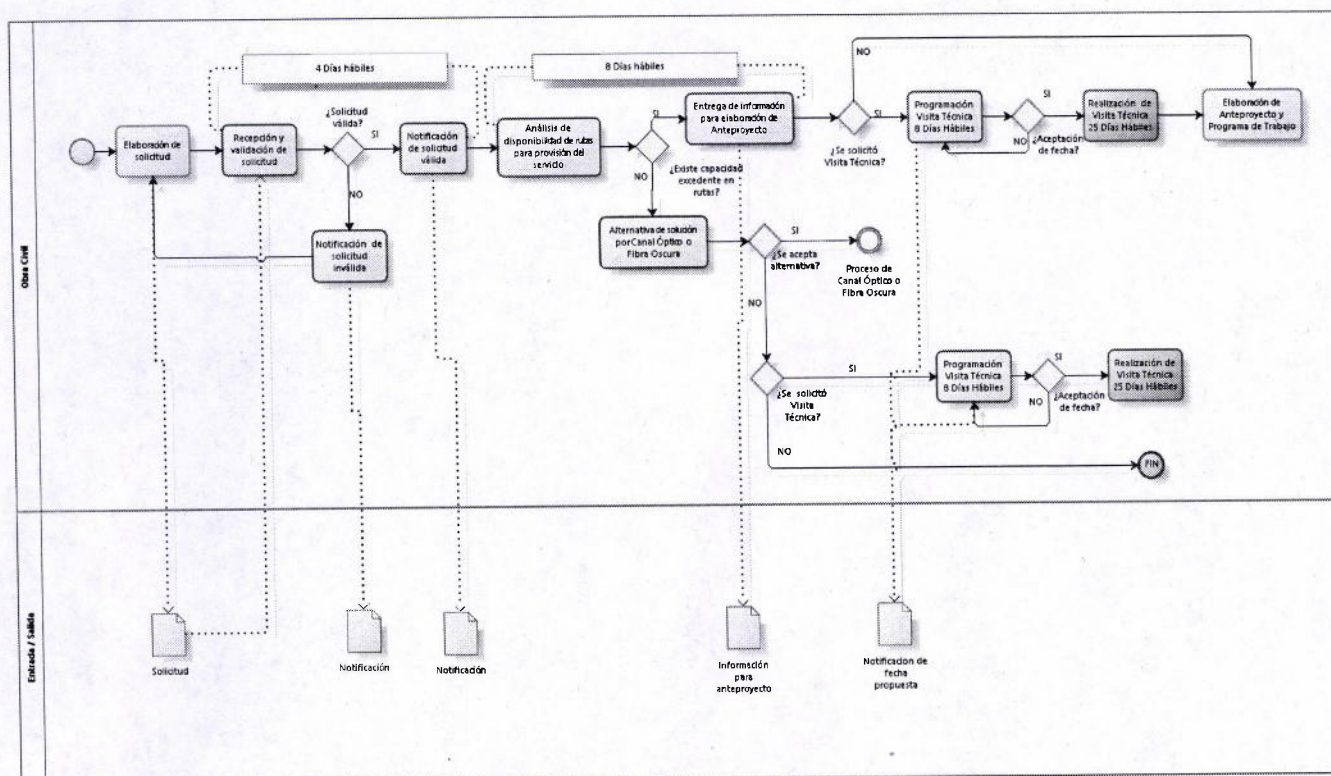 Obra Civil
4 Días hábiles
8 Días hábiles
Elaboración de
solicitud
Recepción y
validación de
solicitud
¿Solicitud
válida?
SI
NO
Notificación
de solicitud
válida
Notificación de
solicitud
inválida
Análisis de
disponibilidad de rutas
para provisión del
servicio
SI
NO
¿Existe capacidad
excedente en
rutas?
Entrega de información
para elaboración de
Anteproyecto
NO
SI
¿Se solicitó
Visita Técnica?
Programación
Visita Técnica
8 Días Hábiles
SI
NO
¿Aceptación
de fecha?
Realización de
Visita Técnica
25 Días Hábiles
Elaboración de
Anteproyecto y
Programa de Trabajo
Alternativa de solución
por Canal Óptico o
Fibra Oscura
SI
¿Se acepta
alternativa?
NO
Proceso de
Canal Óptico o
Fibra Oscura
SI
¿Se solicitó
Visita
Técnica?
NO
Programación
Visita Técnica
8 Días Hábiles
SI
NO
¿Aceptación
de fecha?
Realización de
Visita Técnica
25 Días Hábiles
FIN
Entrada / Salida
Solicitud
Notificación
Notificación
Información
para
anteproyecto
Notificacion de
fecha
propuesta